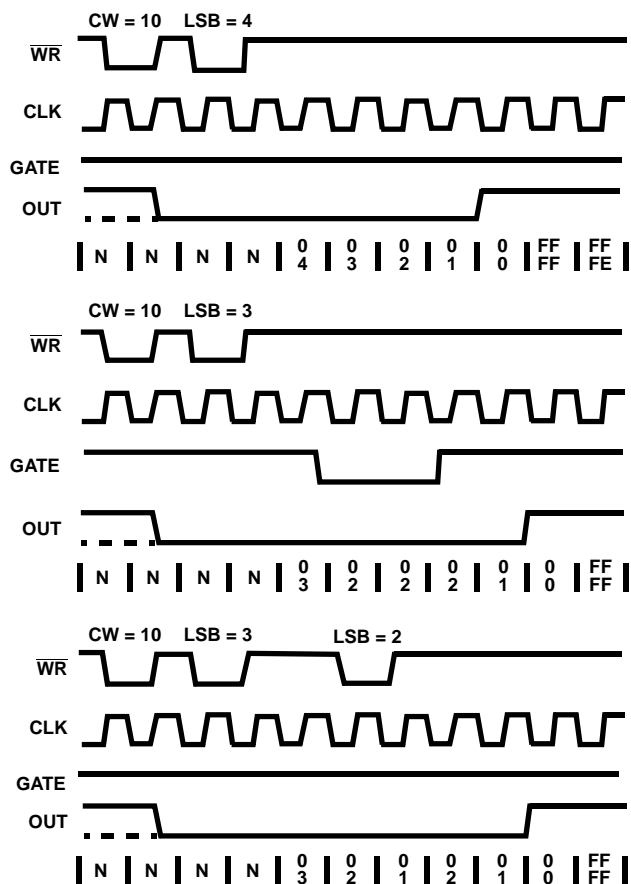 CW = 10 LSB = 4
WR
CLK
GATE
OUT
N N N N 0 0 0 0 0 FF FF
4 3 2 1 0 FF FE
CW = 10 LSB = 3
WR
CLK
GATE
OUT
N N N N 0 0 0 0 0 0 FF
3 2 2 2 1 0 FF
CW = 10 LSB = 3 LSB = 2
WR
CLK
GATE
OUT
N N N N 0 0 0 0 0 0 FF
3 2 1 2 1 0 FF